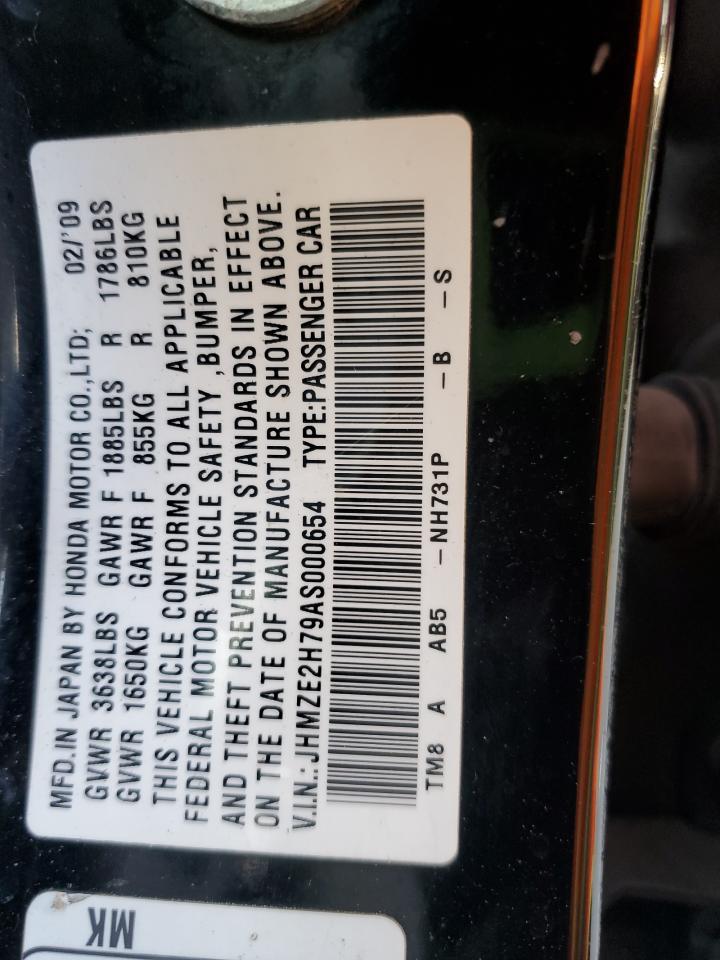 MFD.IN JAPAN BY HONDA MOTOR CO.,LTD; 02/'09
GVWR 3638LBS GAWR F 1885LBS R 1786LBS
GVWR 1650KG GAWR F 855KG R 810KG
THIS VEHICLE CONFORMS TO ALL APPLICABLE
FEDERAL MOTOR VEHICLE SAFETY ,BUMPER,
AND THEFT PREVENTION STANDARDS IN EFFECT
ON THE DATE OF MANUFACTURE SHOWN ABOVE.
V.I.N.: JHMZE2H79AS000654 TYPE:PASSENGER CAR
TM8 A AB5 -NH731P -B -S
MK